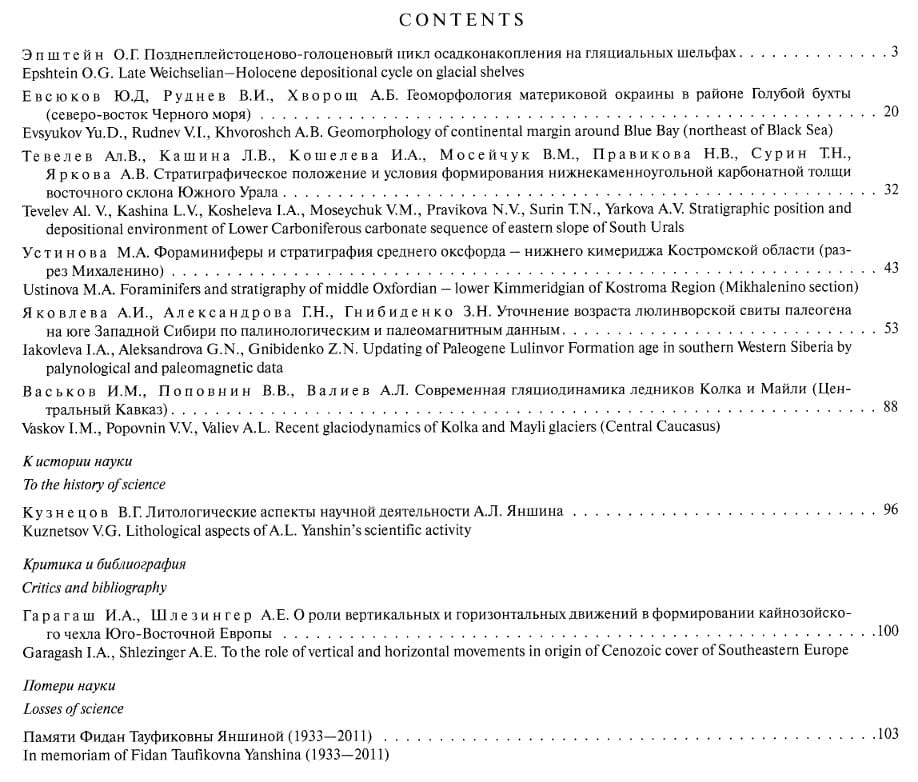 CONTENTS
Эпштейн О.Г. Позднеплейстоценово-голоценовый цикл осадконакопления на гляциальных шельфах. . . . . . . . . . . . . . 3
Epshtein O.G. Late Weichselian—Holocene depositional cycle on glacial shelves
Евсюков Ю.Д, Руднев В.И., Хворощ А.Б. Геоморфология материковой окраины в районе Голубой бухты
(северо-восток Черного моря) . . . . . . . . . . . . . . . . . . . . . . . . . . . . . . . . . . . . . . . . . . . . 20
Evsyukov Yu.D., Rudnev V.I., Khvoroshch A.B. Geomorphology of continental margin around Blue Bay (northeast of Black Sea)
Тевелев Ал.В., Кашина Л.В., Кошелева И.А., Мосейчук В.М., Правикова Н.В., Сурин Т.Н.,
Яркова А.В. Стратиграфическое положение и условия формирования нижнекаменноугольной карбонатной толщи
восточного склона Южного Урала . . . . . . . . . . . . . . . . . . . . . . . . . . . . . . . . . . . . . . . . . . 32
Tevelev Al. V., Kashina L.V., Kosheleva I.A., Moseychuk V.M., Pravikova N.V., Surin T.N., Yarkova A.V. Stratigraphic position and
depositional environment of Lower Carboniferous carbonate sequence of eastern slope of South Urals
Устинова М.А. Фораминиферы и стратиграфия среднего оксфорда – нижнего кимериджа Костромской области (раз-
рез Михаленино) . . . . . . . . . . . . . . . . . . . . . . . . . . . . . . . . . . . . . . . . . . . . . . . . . . 43
Ustinova M.A. Foraminifers and stratigraphy of middle Oxfordian – lower Kimmeridgian of Kostroma Region (Mikhalenino section)
Яковлева А.И., Александрова Г.Н., Гнибиденко З.Н. Уточнение возраста люлинворской свиты палеогена
на юге Западной Сибири по палинологическим и палеомагнитным данным. . . . . . . . . . . . . . . . . . . . . . 53
Iakovleva I.A., Aleksandrova G.N., Gnibidenko Z.N. Updating of Paleogene Lulinvor Formation age in southern Western Siberia by
palynological and paleomagnetic data
Васьков И.М., Поповнин В.В., Валиев А.Л. Современная гляциодинамика ледников Колка и Майли (Цен-
тральный Кавказ). . . . . . . . . . . . . . . . . . . . . . . . . . . . . . . . . . . . . . . . . . . . . . . . . . 88
Vaskov I.M., Popovnin V.V., Valiev A.L. Recent glaciodynamics of Kolka and Mayli glaciers (Central Caucasus)
К истории науки
To the history of science
Кузнецов В.Г. Литологические аспекты научной деятельности А.Л. Яншина . . . . . . . . . . . . . . . . . . . . . . 96
Kuznetsov V.G. Lithological aspects of A.L. Yanshin's scientific activity
Критика и библиография
Critics and bibliography
Гарагаш И.А., Шлезингер А.Е. О роли вертикальных и горизонтальных движений в формировании кайнозойско-
го чехла Юго-Восточной Европы . . . . . . . . . . . . . . . . . . . . . . . . . . . . . . . . . . . . . . . . . . .100
Garagash I.A., Shlezinger A.E. To the role of vertical and horizontal movements in origin of Cenozoic cover of Southeastern Europe
Потери науки
Losses of science
Памяти Фидан Тауфиковны Яншиной (1933—2011) . . . . . . . . . . . . . . . . . . . . . . . . . . . . . . . . . . . .103
In memoriam of Fidan Taufikovna Yanshina (1933—2011)